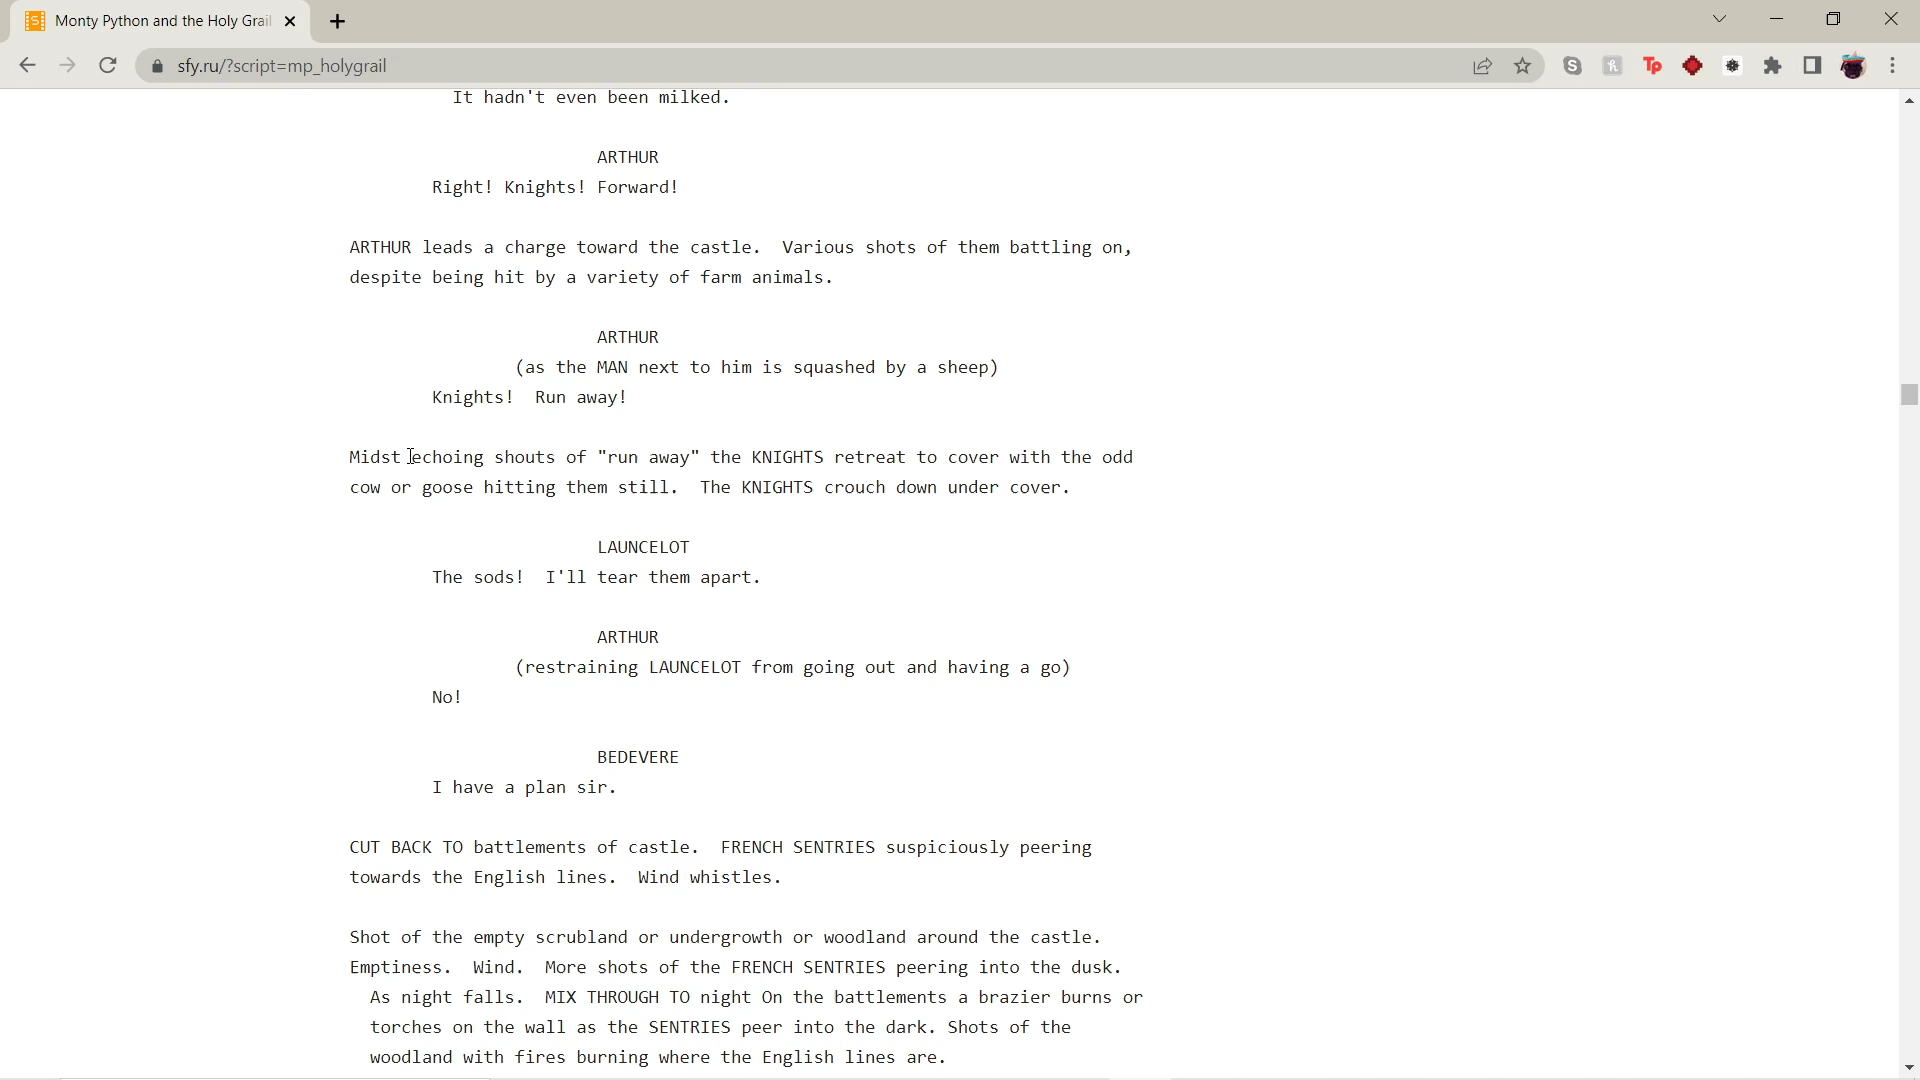 Monty Python and the Holy Grail
sfy.ru/?script=mp_holygrail
It hadn't even been milked.
ARTHUR
Right! Knights! Forward!
ARTHUR leads a charge toward the castle.  Various shots of them battling on,
despite being hit by a variety of farm animals.
ARTHUR
(as the MAN next to him is squashed by a sheep)
Knights!  Run away!
Midst echoing shouts of "run away" the KNIGHTS retreat to cover with the odd
cow or goose hitting them still.  The KNIGHTS crouch down under cover.
LAUNCELOT
The sods!  I'll tear them apart.
ARTHUR
(restraining LAUNCELOT from going out and having a go)
No!
BEDEVERE
I have a plan sir.
CUT BACK TO battlements of castle.  FRENCH SENTRIES suspiciously peering
towards the English lines.  Wind whistles.
Shot of the empty scrubland or undergrowth or woodland around the castle.
Emptiness.  Wind.  More shots of the FRENCH SENTRIES peering into the dusk.
As night falls.  MIX THROUGH TO night On the battlements a brazier burns or
torches on the wall as the SENTRIES peer into the dark. Shots of the
woodland with fires burning where the English lines are.